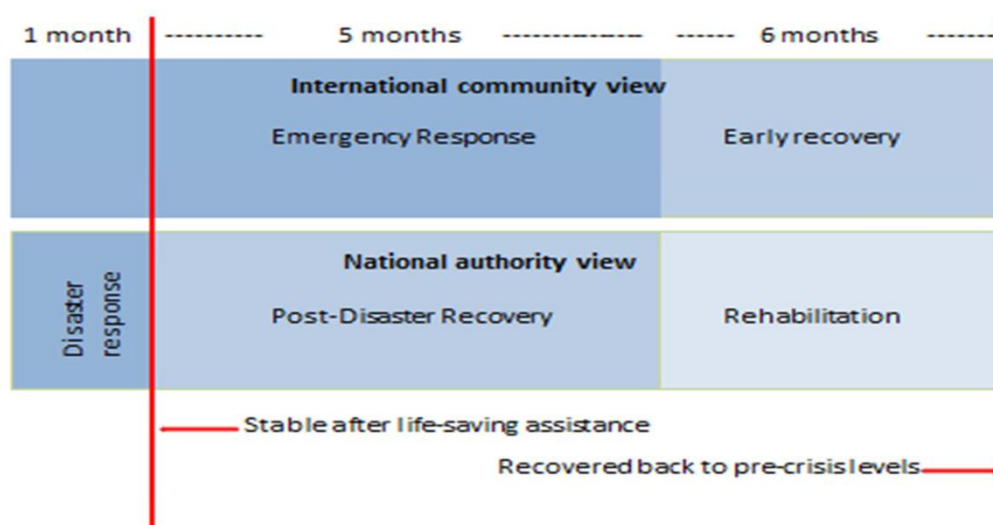 1 month ---------- 5 months -------------- ------ 6 months -------
International community view
Emergency Response
Early recovery
National authority view
Disaster
response
Post-Disaster Recovery
Rehabilitation
Stable after life-saving assistance
Recovered back to pre-crisis levels